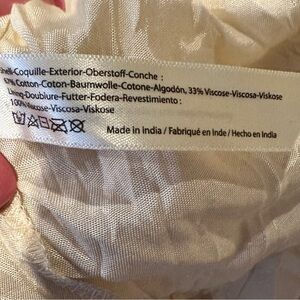 Shell-Coquille-Exterior-Oberstoff-Conche :
67% Cotton-Coton-Baumwolle-Cotone-Algodón, 33% Viscose-Viscosa-Viskose
Lining-Doublure-Futter-Fodera-Revestimiento :
100% Viscose-Viscosa-Viskose
Made in India / Fabriqué en Inde / Hecho en India